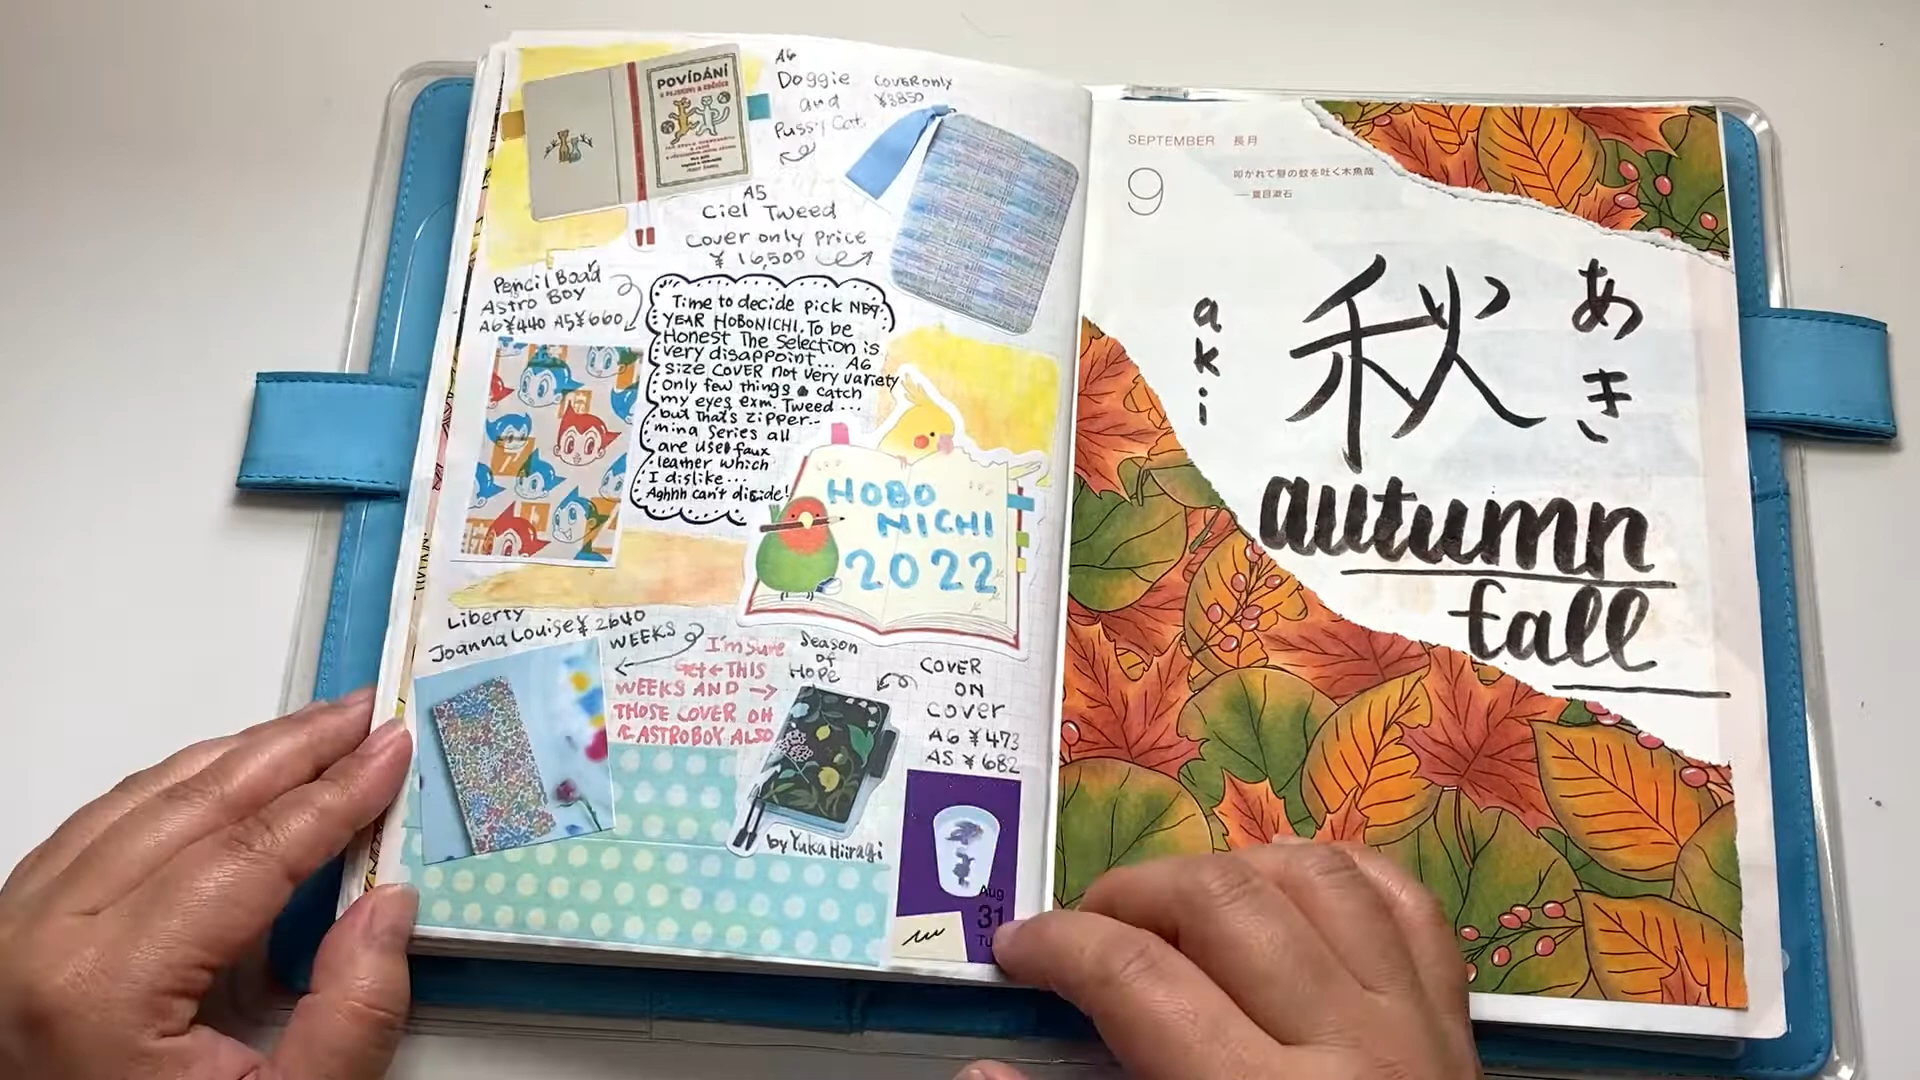 POVÍDÁNÍ
A6
Doggie
and
Pussy Cat
COVER only
¥3850
A5
Ciel Tweed
Cover only Price
¥ 16,500
Pencil Board
Astro Boy
A6 ¥440 A5 ¥660
Time to decide pick
YEAR HOBONICHI. To be
Honest The Selection is
very disappoint... A6
size COVER not very variety
only few things catch
my eyes, exm. Tweed...
but that's zipper..
mina Series all
are use faux
leather which
I dislike...
Aghhh can't dicide!
HOBO
NICHI
2022
Liberty
Joanna Louise ¥ 2640
WEEKS
I'm sure
Get THIS
WEEKS AND
THOSE COVER ON
ASTROBOY ALSO
Season
of
Hope
by Yuka Hiiragi
COVER
ON
cover
A6 ¥473
A5 ¥682
Aug
31
Tu
SEPTEMBER 長月
9
叩かれて昼の蚊を吐く木魚哉
──夏目漱石
aki
秋
あき
autumn
fall